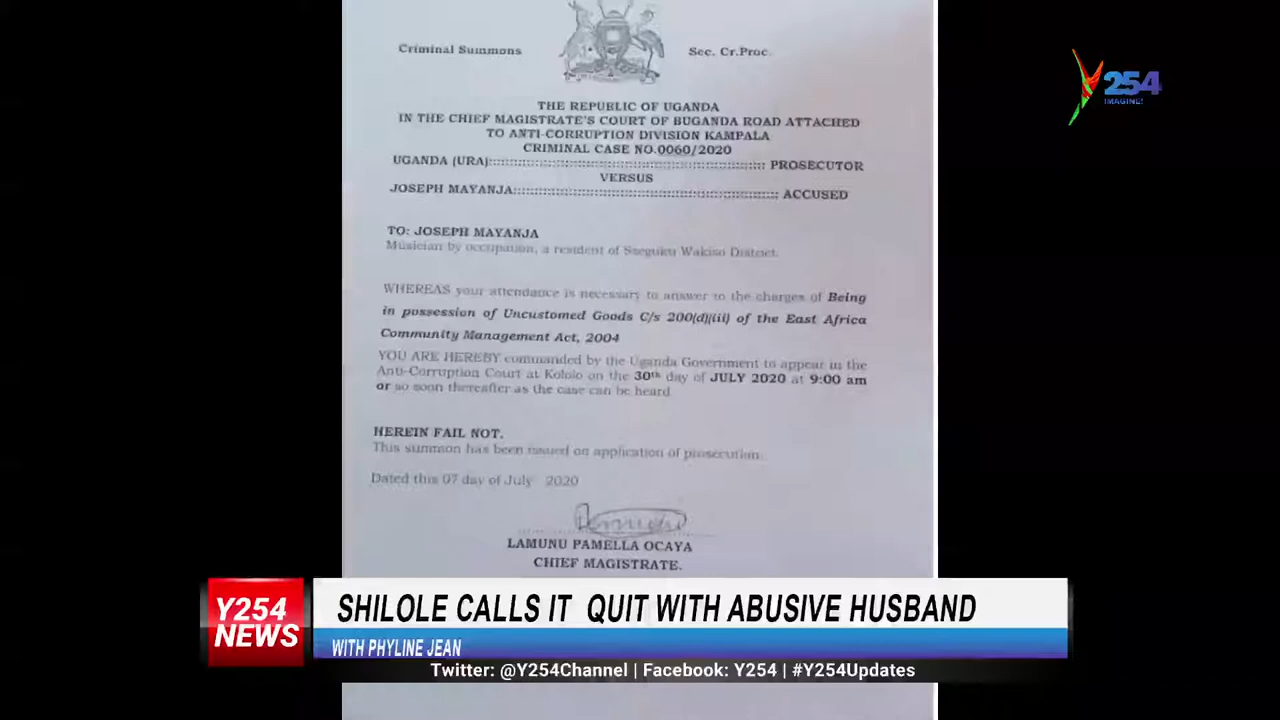 Criminal Summons Sec. Cr.Proc.
Y254
IMAGINE!
THE REPUBLIC OF UGANDA
IN THE CHIEF MAGISTRATE'S COURT OF BUGANDA ROAD ATTACHED
TO ANTI-CORRUPTION DIVISION KAMPALA
CRIMINAL CASE NO.0060/2020
UGANDA (URA):::::::::::::::::::::::::::::::::::::::::::::::::::::::: PROSECUTOR
VERSUS
JOSEPH MAYANJA:::::::::::::::::::::::::::::::::::::::::::::::::::::: ACCUSED
TO: JOSEPH MAYANJA
Musician by occupation, a resident of Sseguku Wakiso District.
WHEREAS your attendance is necessary to answer to the charges of Being
in possession of Uncustomed Goods C/s 200(d)(iii) of the East Africa
Community Management Act, 2004
YOU ARE HEREBY commanded by the Uganda Government to appear in the
Anti-Corruption Court at Kololo on the 30th day of JULY 2020 at 9:00 am
or so soon thereafter as the case can be heard
HEREIN FAIL NOT.
This summon has been issued on application of prosecution.
Dated this 07 day of July 2020
LAMUNU PAMELLA OCAYA
CHIEF MAGISTRATE.
Y254
NEWS
SHILOLE CALLS IT QUIT WITH ABUSIVE HUSBAND
WITH PHYLINE JEAN
Twitter: @Y254Channel | Facebook: Y254 | #Y254Updates